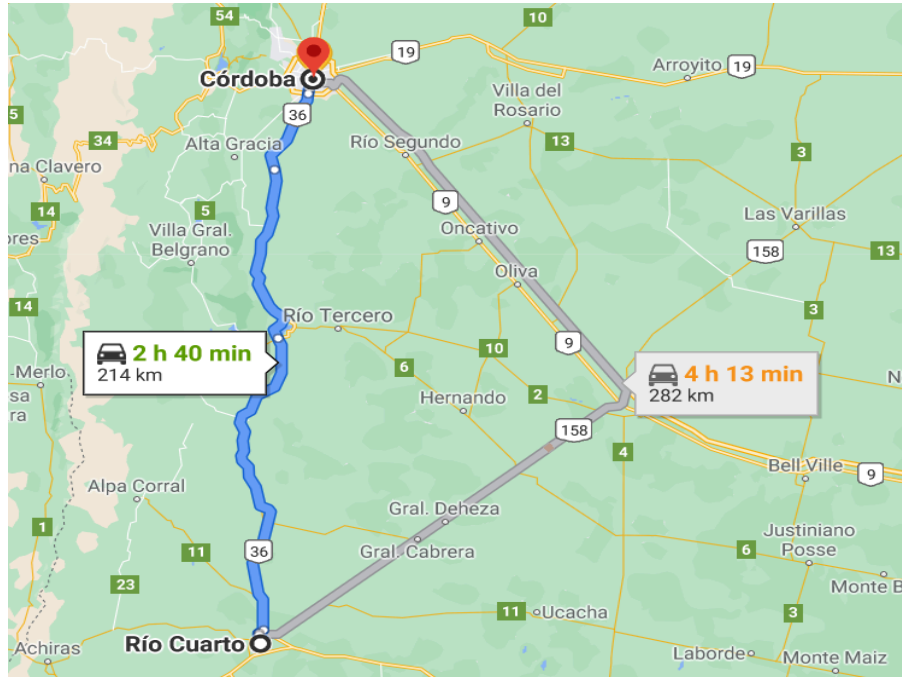 54
10
19
Córdoba
Arroyito
19
Villa del
Rosario
5
36
34
Alta Gracia
Río Segundo
13
3
na Clavero
5
9
14
Las Varillas
Villa Gral.
Belgrano
ores
Oncativo
158
13
Oliva
14
3
Río Tercero
2 h 40 min
214 km
10
9
6
4 h 13 min
282 km
-Merlo
sa
ra
N
2
Hernando
158
4
Bell Ville
9
Alpa Corral
Gral. Deheza
1
11
36
Gral. Cabrera
Justiniano
Posse
6
23
Monte B
11
Ucacha
3
Río Cuarto
Achiras
Laborde
Monte Maiz